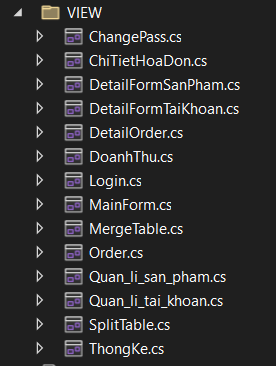 VIEW
ChangePass.cs
ChiTietHoaDon.cs
DetailFormSanPham.cs
DetailFormTaiKhoan.cs
DetailOrder.cs
DoanhThu.cs
Login.cs
MainForm.cs
MergeTable.cs
Order.cs
Quan_li_san_pham.cs
Quan_li_tai_khoan.cs
SplitTable.cs
ThongKe.cs